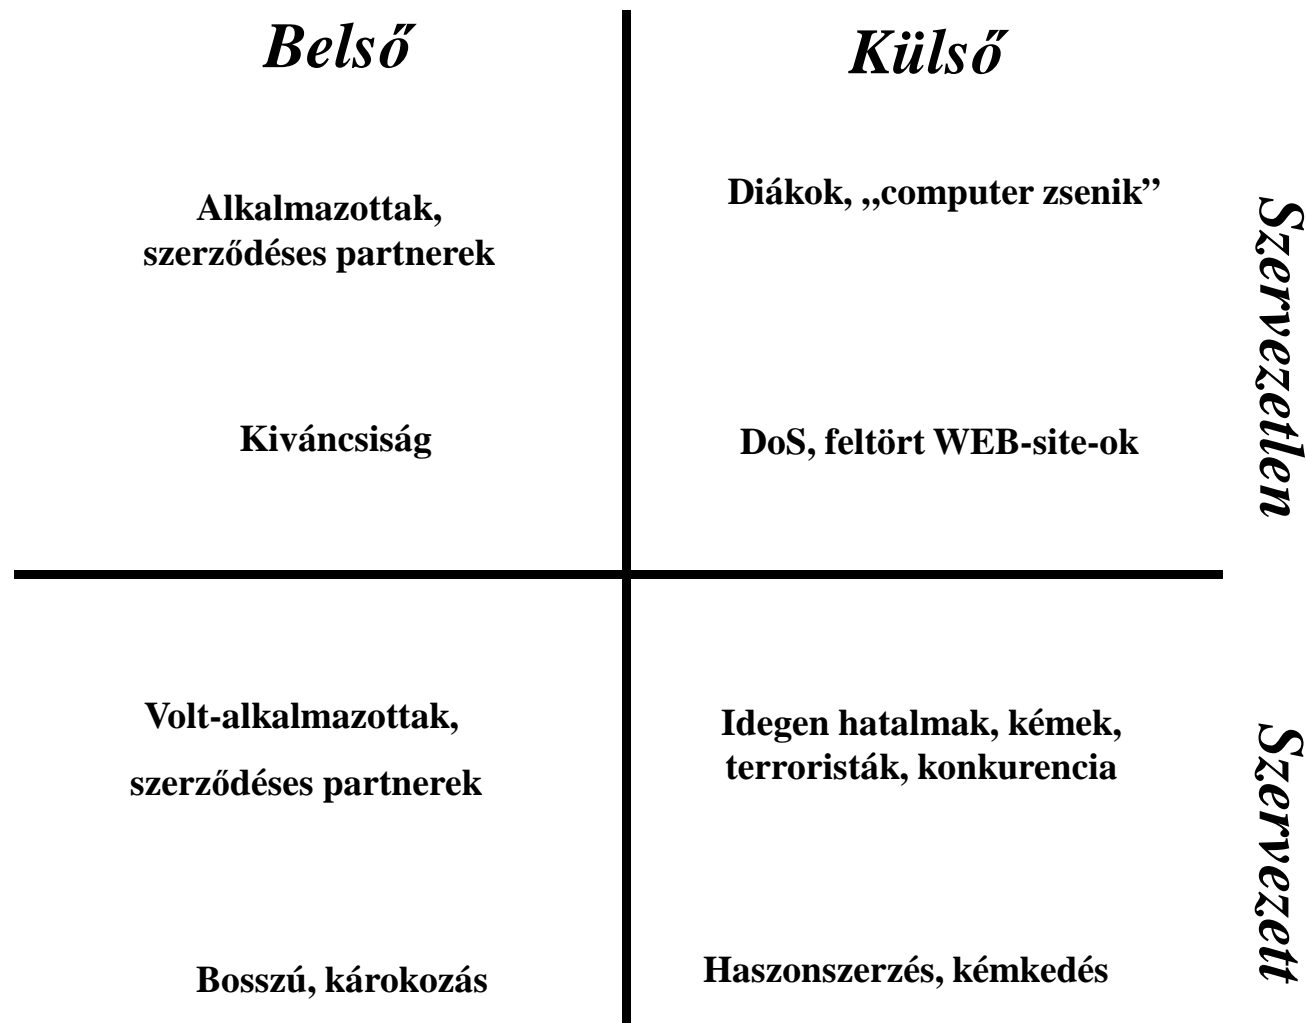 Belső
Külső
Alkalmazottak,
szerződéses partnerek
Diákok, „computer zsenik”
Szervezetlen
Kiváncsiság
DoS, feltört WEB-site-ok
Volt-alkalmazottak,
szerződéses partnerek
Idegen hatalmak, kémek,
terroristák, konkurencia
Szervezett
Bosszú, károkozás
Haszonszerzés, kémkedés